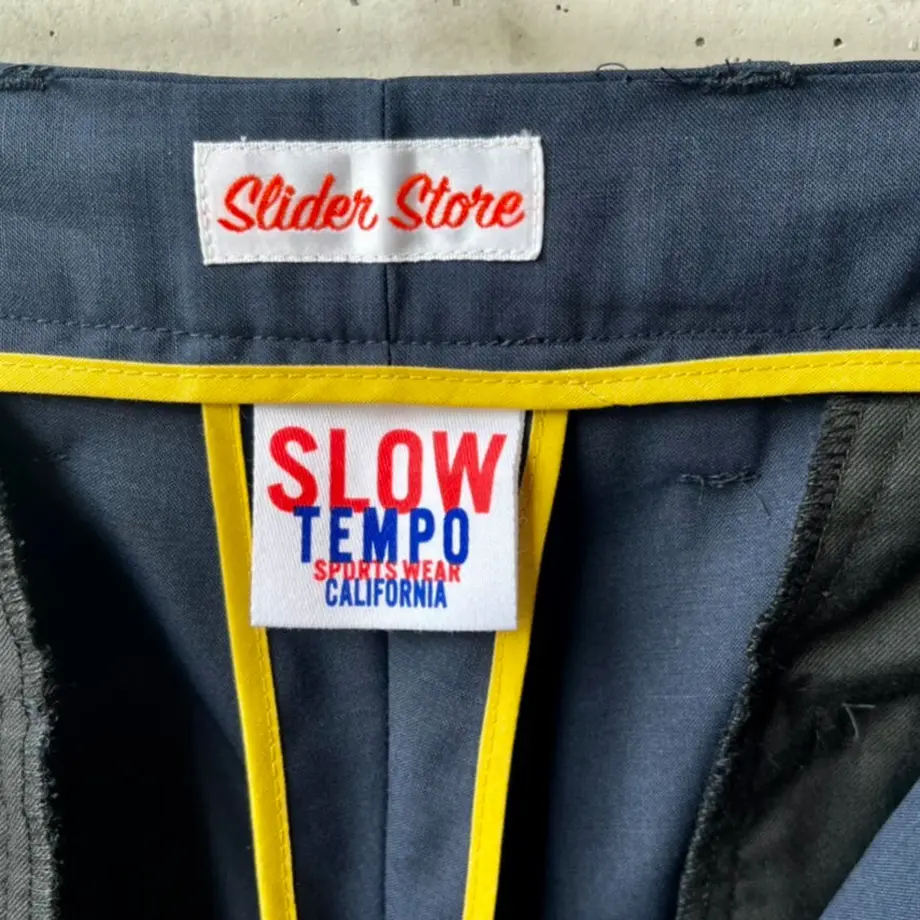 Slider Store
SLOW
TEMPO
SPORTS WEAR
CALIFORNIA